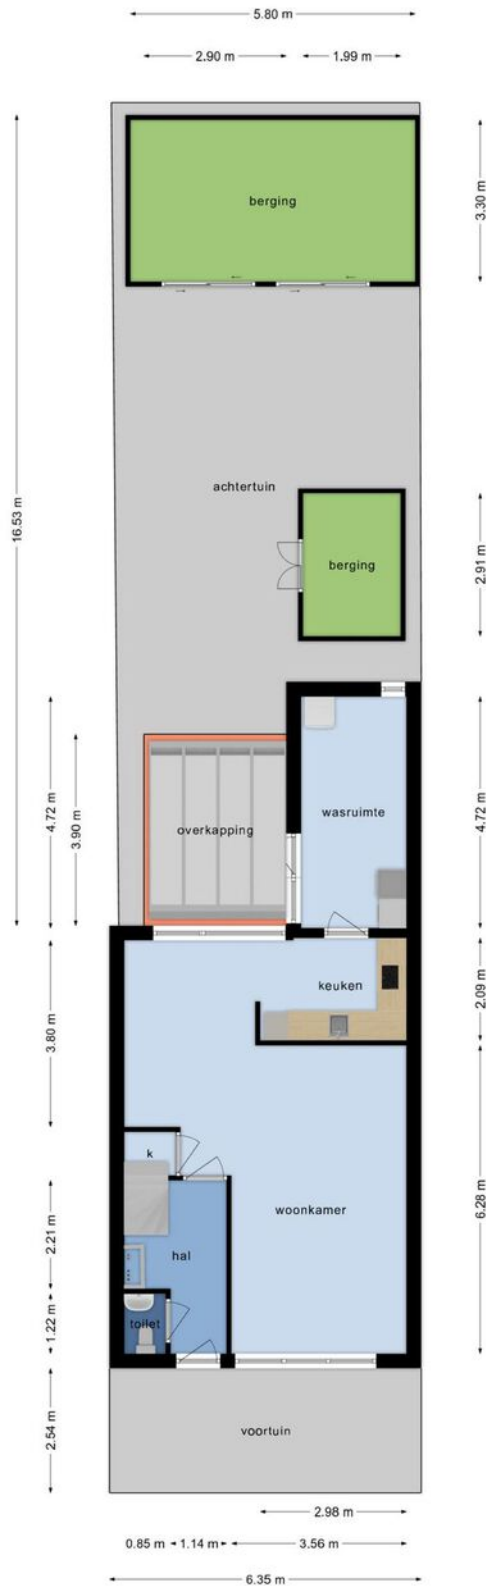 5.80 m
2.90 m
1.99 m
berging
3.30 m
16.53 m
achtertuin
berging
2.91 m
4.72 m
3.90 m
overkapping
wasruimte
4.72 m
keuken
2.09 m
3.80 m
k
woonkamer
6.28 m
2.21 m
hal
1.22 m
toilet
2.54 m
voortuin
2.98 m
0.85 m 1.14 m 3.56 m
6.35 m